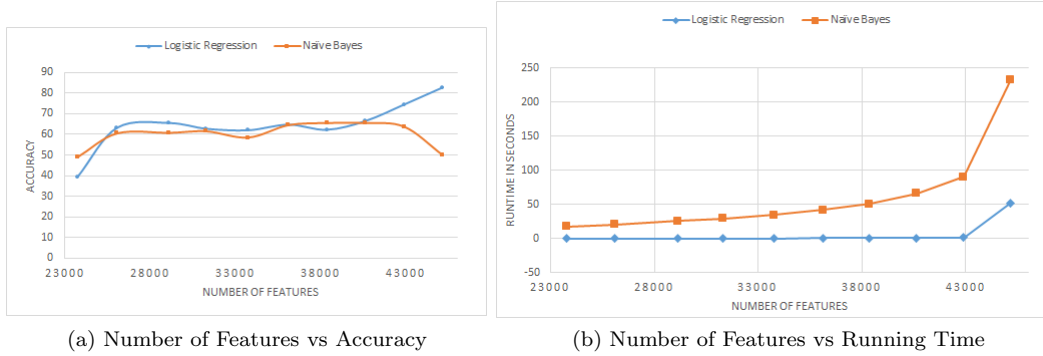 Logistic Regression Naïve Bayes
90
80
70
60
50
40
30
20
10
0
ACCURACY
23000 28000 33000 38000 43000
NUMBER OF FEATURES
(a) Number of Features vs Accuracy
Logistic Regression Naïve Bayes
250
200
150
100
50
0
-50
RUNTIME IN SECONDS
23000 28000 33000 38000 43000
NUMBER OF FEATURES
(b) Number of Features vs Running Time